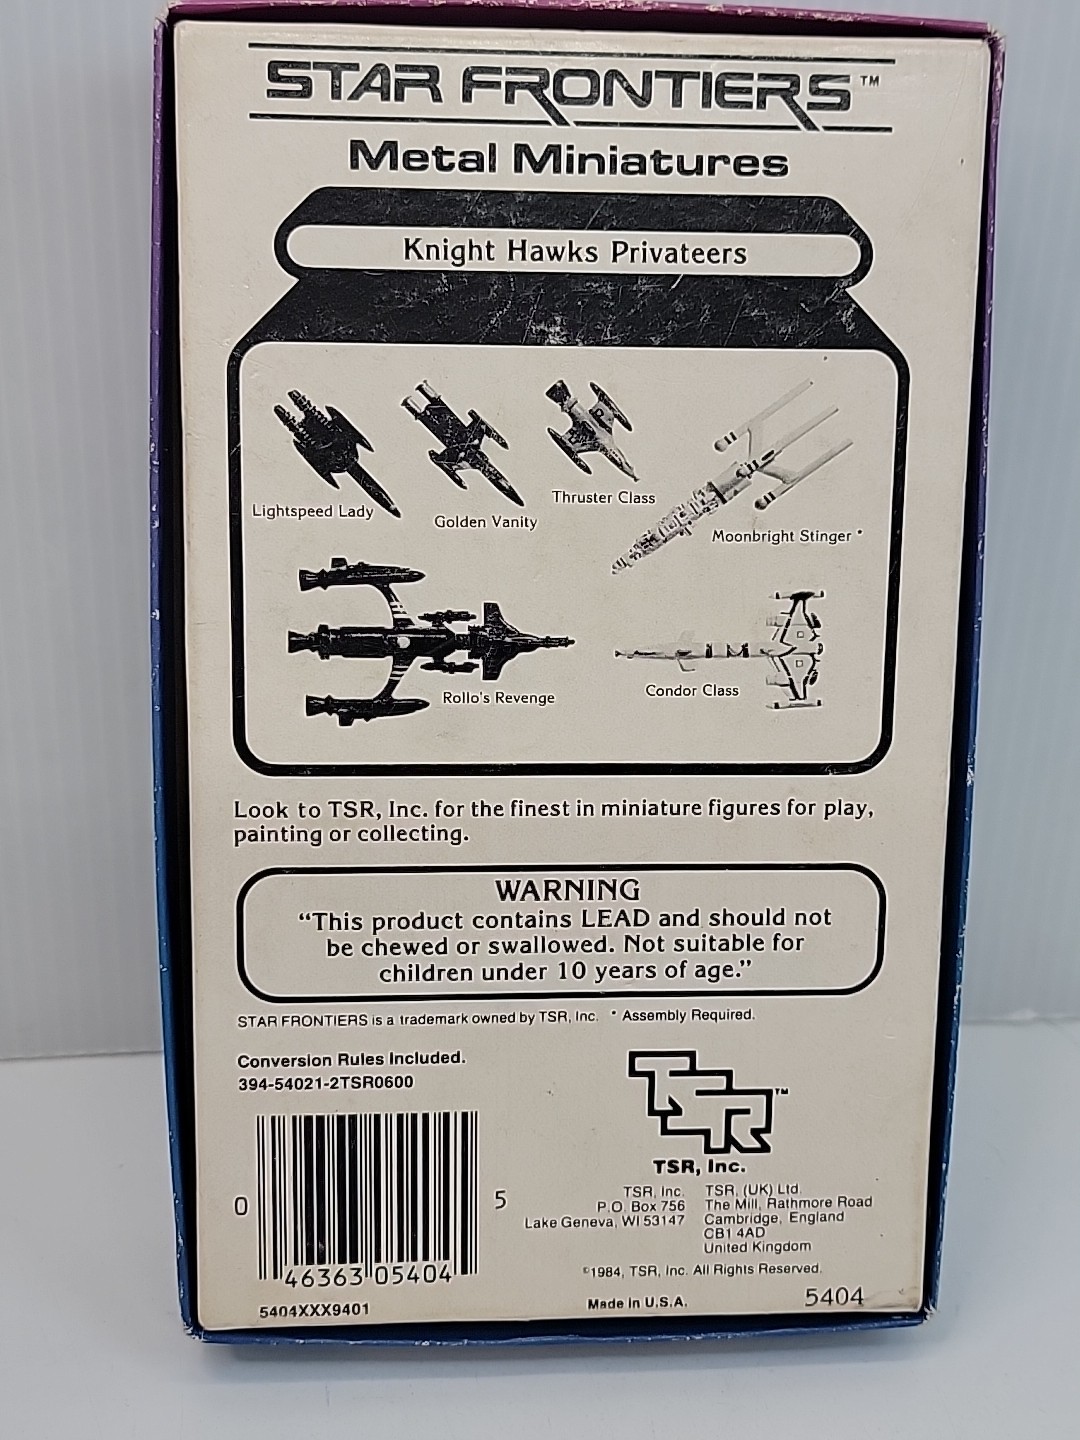 STAR FRONTIERS™
Metal Miniatures
Knight Hawks Privateers
Lightspeed Lady
Golden Vanity
Thruster Class
Moonbright Stinger *
Rollo's Revenge
Condor Class
Look to TSR, Inc. for the finest in miniature figures for play,
painting or collecting.
WARNING
“This product contains LEAD and should not
be chewed or swallowed. Not suitable for
children under 10 years of age.”
STAR FRONTIERS is a trademark owned by TSR, Inc. * Assembly Required.
Conversion Rules Included.
394-54021-2TSR0600
0 46363 05404 5
5404XXX9401
TSR™
TSR, Inc.
TSR, Inc.
P.O. Box 756
Lake Geneva, WI 53147
TSR, (UK) Ltd.
The Mill, Rathmore Road
Cambridge, England
CB1 4AD
United Kingdom
©1984, TSR, Inc. All Rights Reserved.
Made in U.S.A.
5404